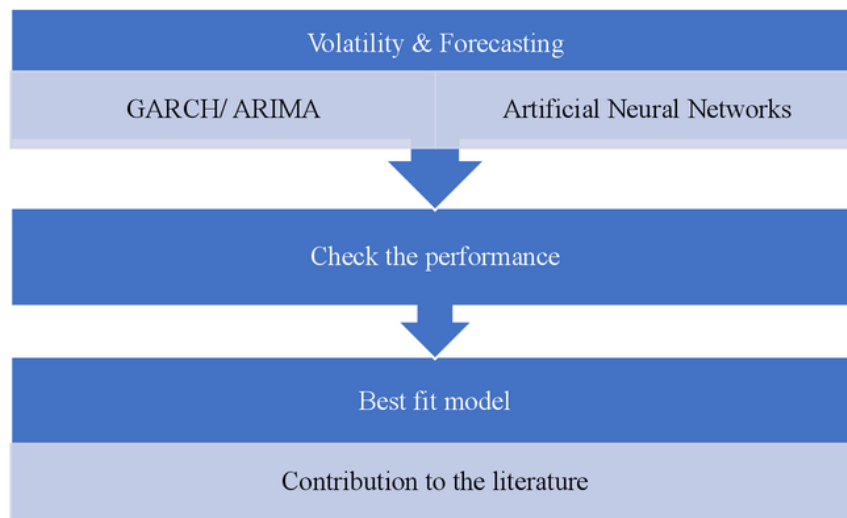 Volatility & Forecasting
GARCH/ ARIMA
Artificial Neural Networks
Check the performance
Best fit model
Contribution to the literature